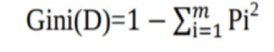 Gini(D)=1 − ∑ᵢ₌₁ᵐ Pi²